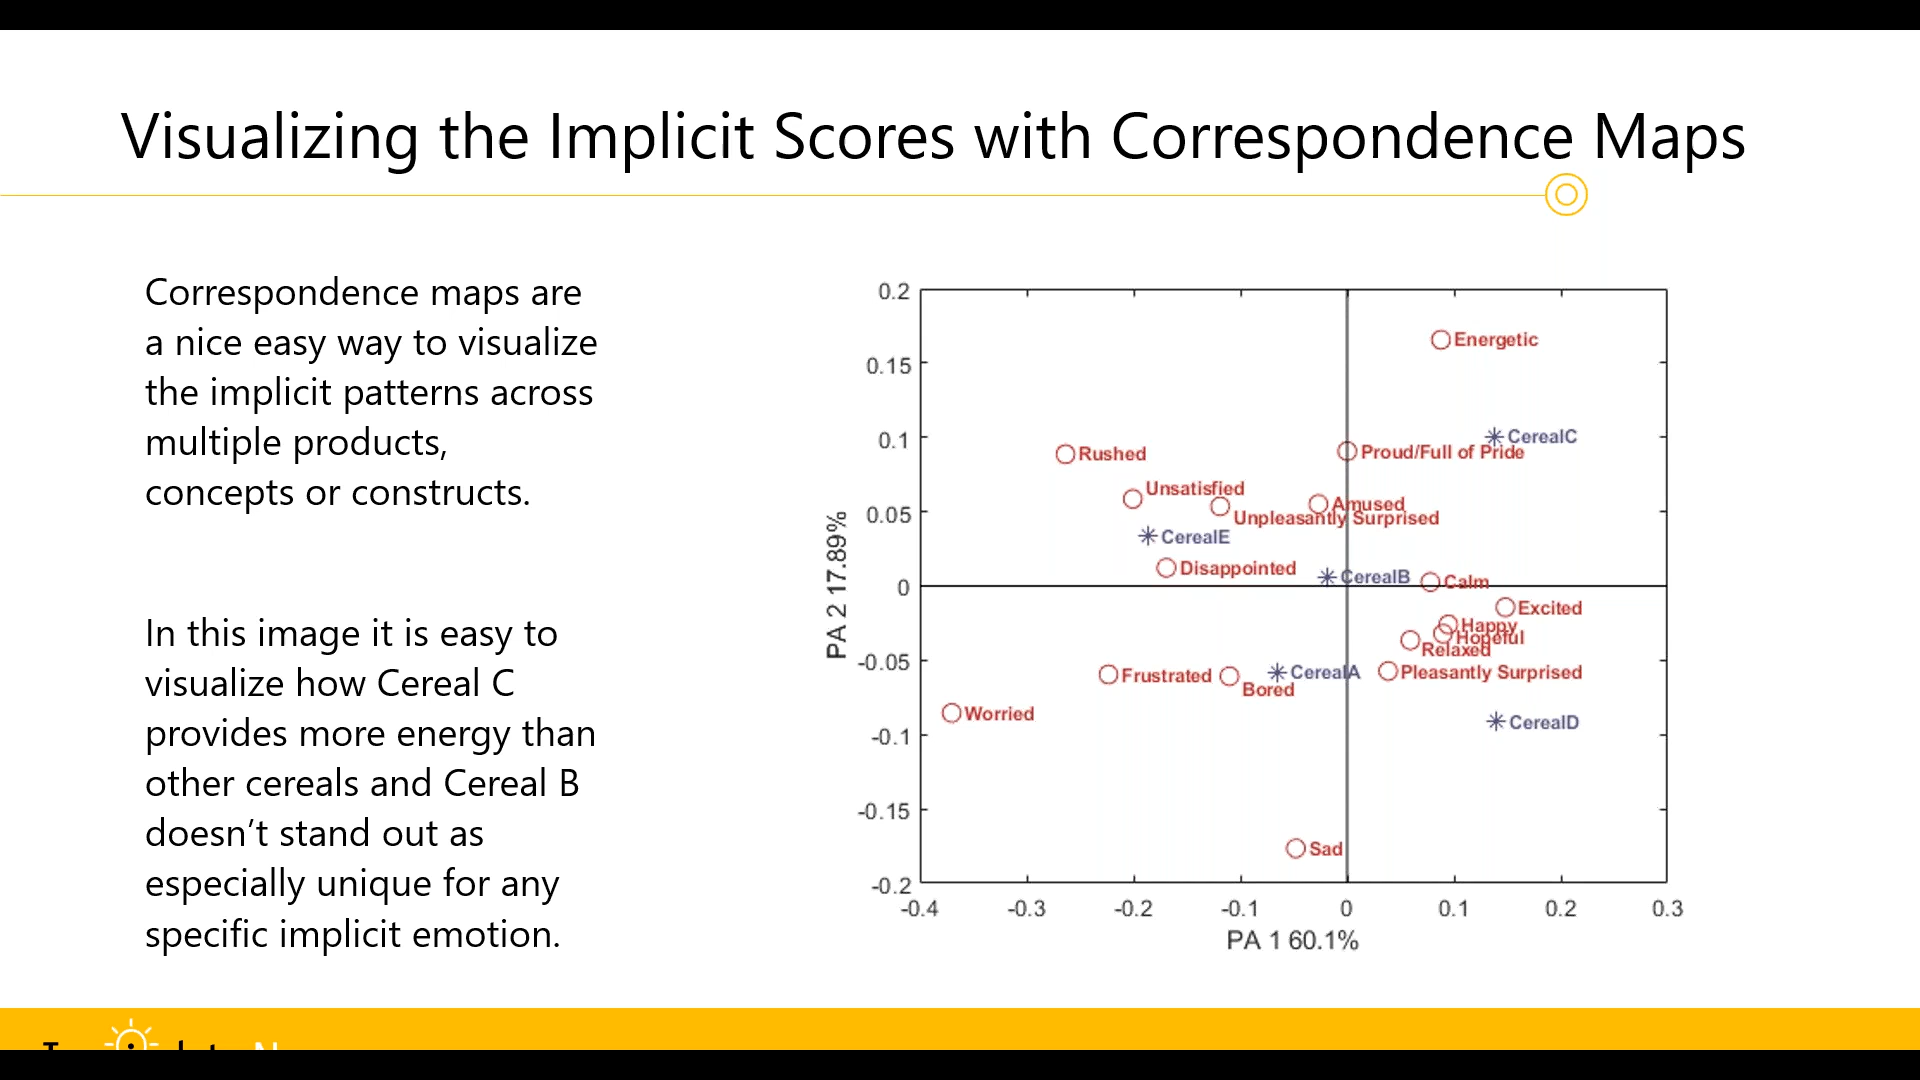 Visualizing the Implicit Scores with Correspondence Maps
Correspondence maps are
a nice easy way to visualize
the implicit patterns across
multiple products,
concepts or constructs.
In this image it is easy to
visualize how Cereal C
provides more energy than
other cereals and Cereal B
doesn’t stand out as
especially unique for any
specific implicit emotion.
0.2
0.15
0.1
0.05
0
-0.05
-0.1
-0.15
-0.2
PA 2 17.89%
Energetic
CerealC
Proud/Full of Pride
Rushed
Unsatisfied
Amused
Unpleasantly Surprised
CerealE
Disappointed
CerealB
Calm
Excited
Happy
Hopeful
Relaxed
Frustrated
CerealA
Pleasantly Surprised
Bored
Worried
CerealD
Sad
-0.4 -0.3 -0.2 -0.1 0 0.1 0.2 0.3
PA 1 60.1%